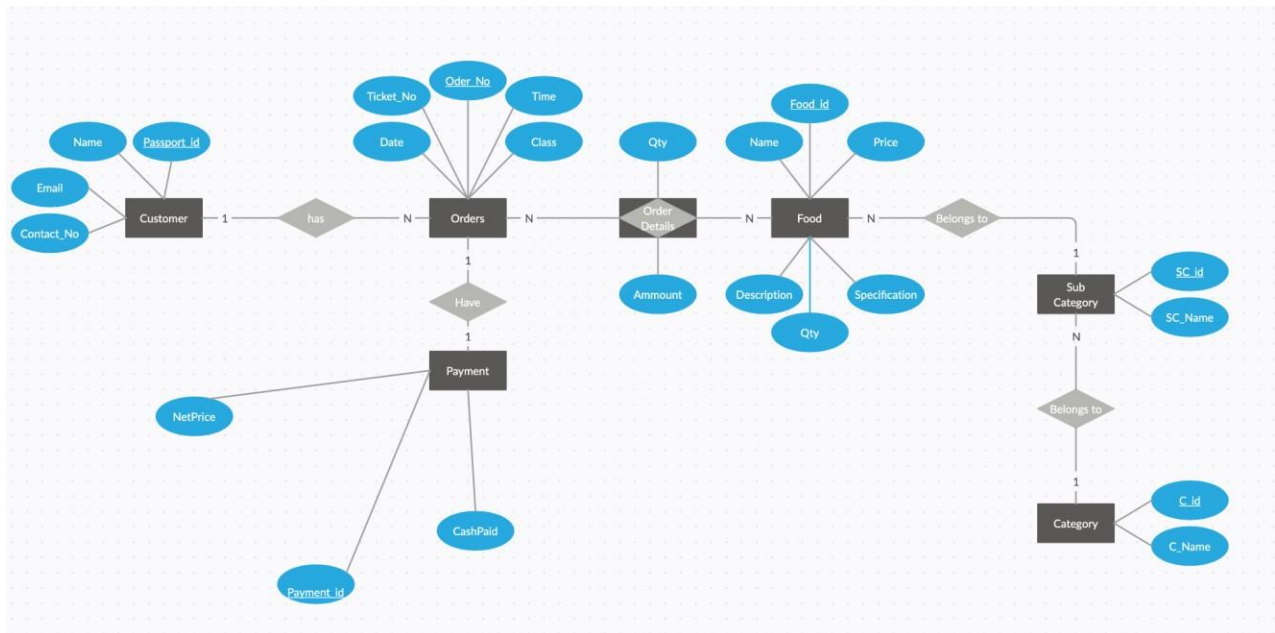 Oder_No
Ticket_No
Time
Food_id
Name
Passport_id
Date
Class
Qty
Name
Price
Email
Customer
1
has
N
Orders
N
Order
Details
N
Food
N
Belongs to
Contact_No
1
1
SC_id
Sub
Category
Have
Ammount
Description
Specification
SC_Name
Qty
1
N
Payment
NetPrice
Belongs to
1
C_id
Category
CashPaid
C_Name
Payment_id